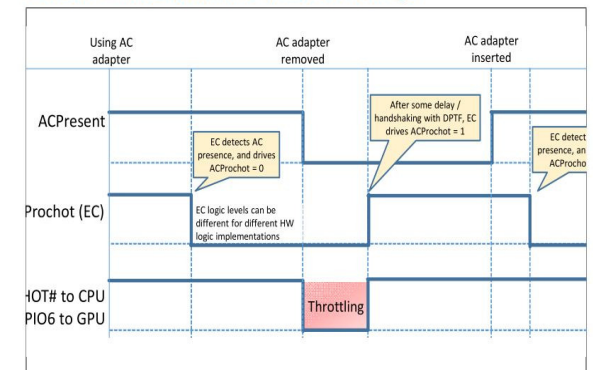 Using AC
adapter
AC adapter
removed
AC adapter
inserted
ACPresent
EC detects AC
presence, and drives
ACProchot = 0
After some delay /
handshaking with DPTF, EC
drives ACProchot = 1
EC detect
presence, an
ACProcho
Prochot (EC)
EC logic levels can be
different for different HW
logic implementations
HOT# to CPU
PIO6 to GPU
Throttling